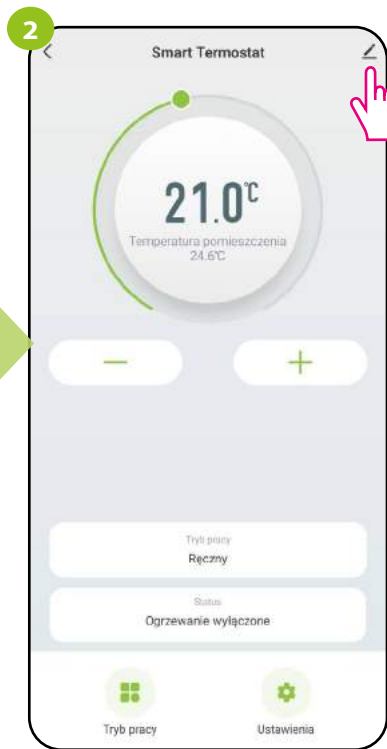 2
Smart Termostat
21.0°C
Temperatura pomieszczenia
24.6°C
Tryb pracy
Ręczny
Status
Ogrzewanie wyłączone
Tryb pracy
Ustawienia